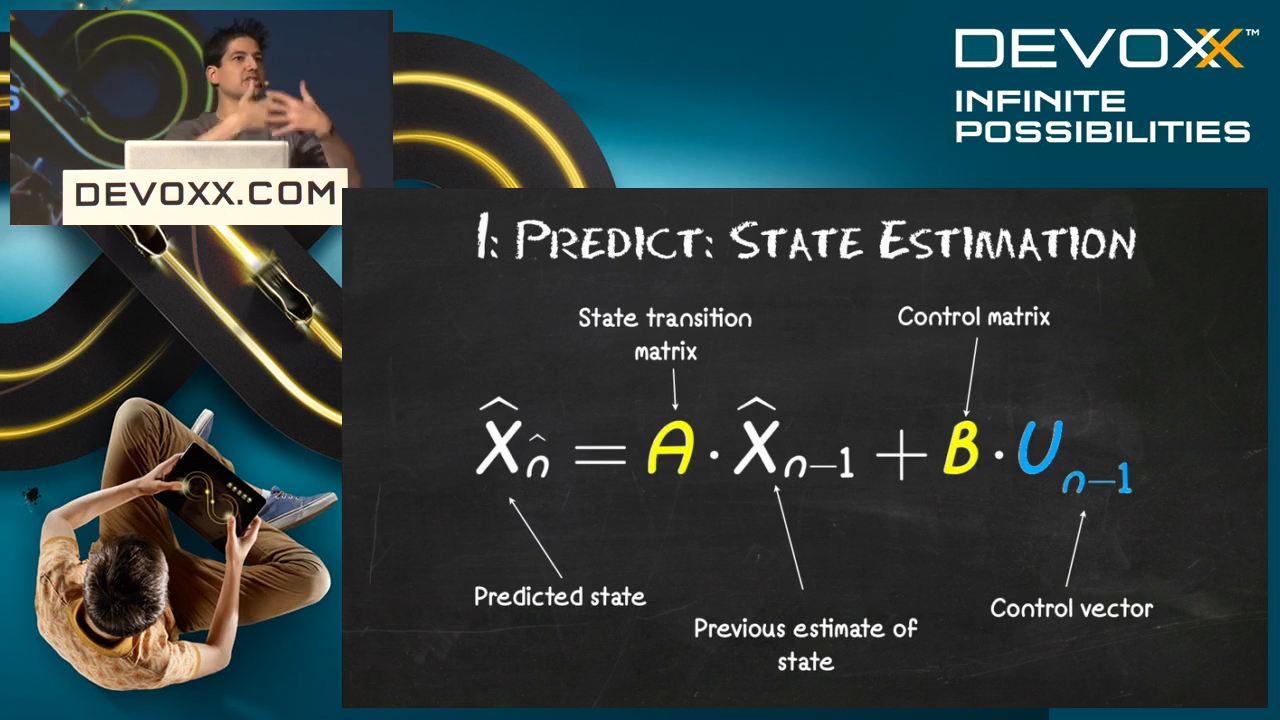 DEVOXX™
INFINITE
POSSIBILITIES
S
DEVOXX.COM
1: PREDICT: STATE ESTIMATION
State transition
matrix
Control matrix
X̂n̂ = A · X̂n−1 + B · Un−1
Predicted state
Previous estimate of
state
Control vector